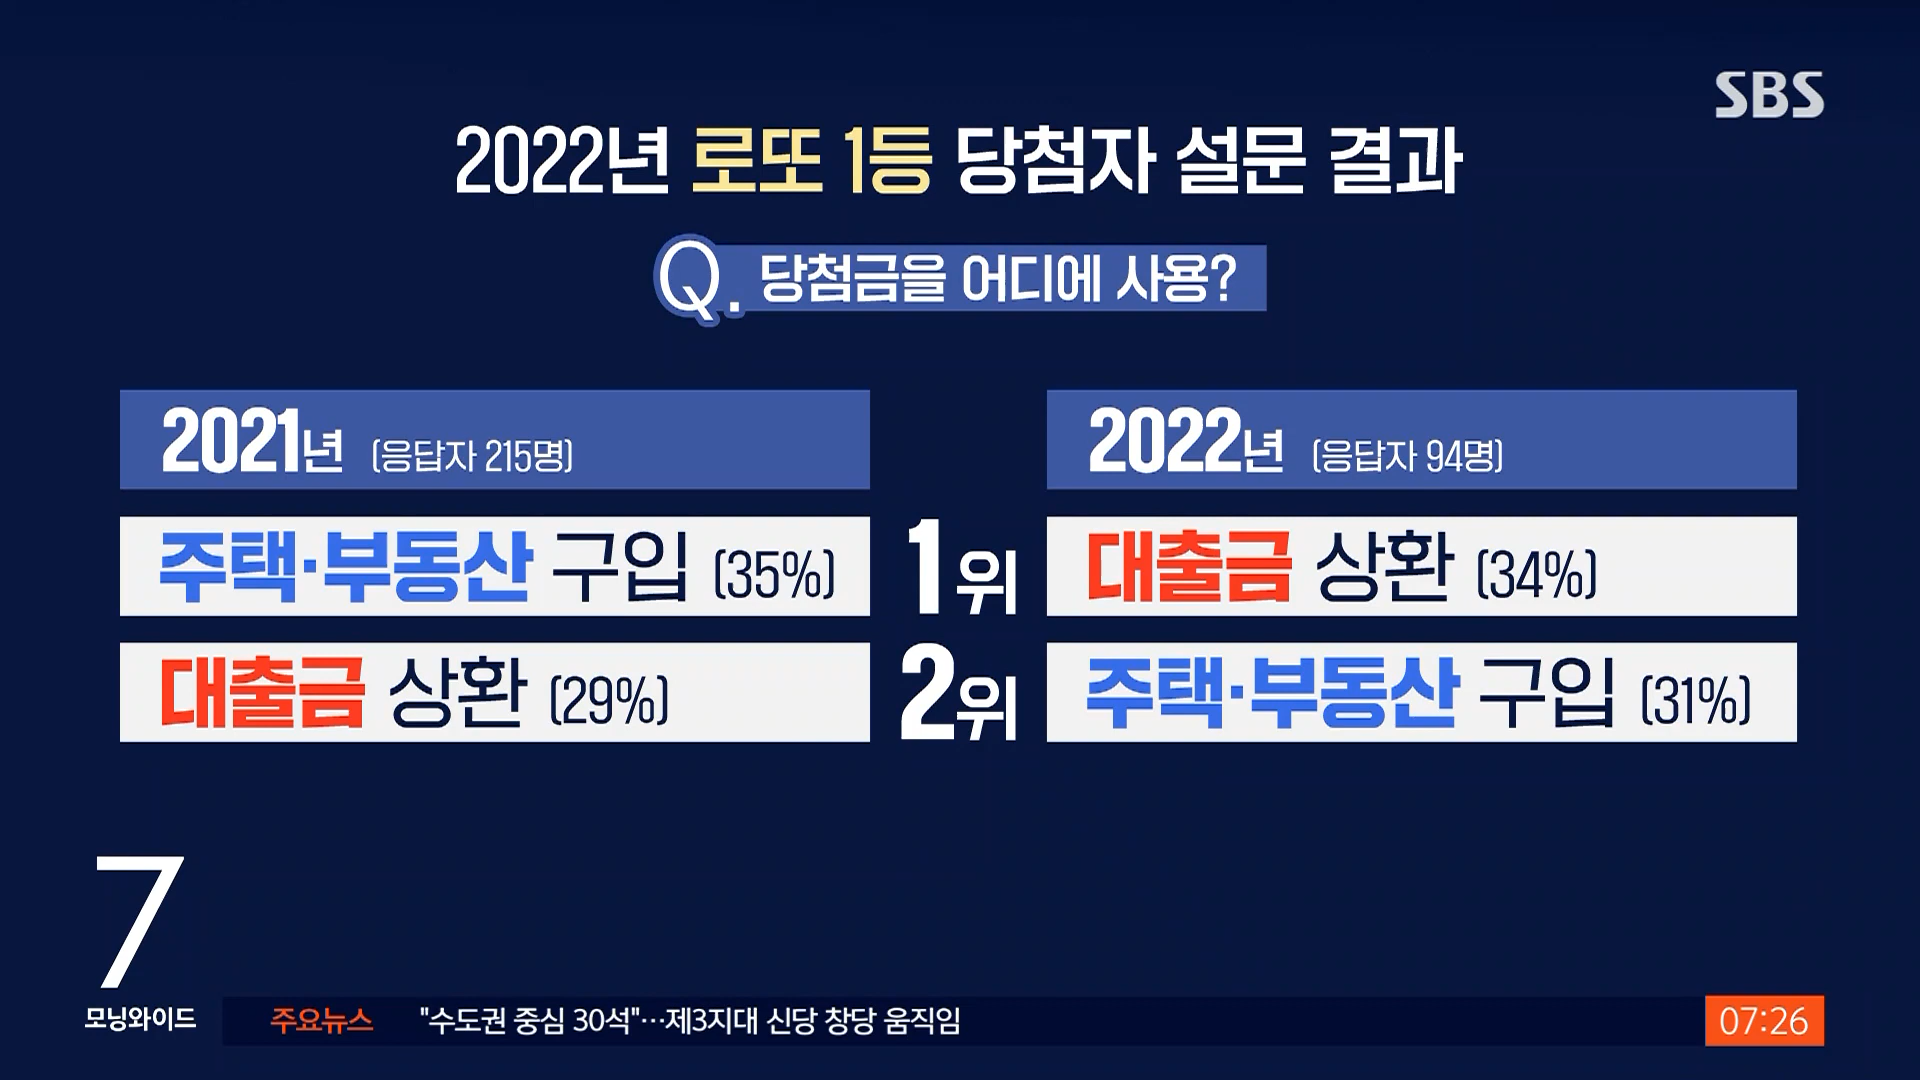 SBS
2022년 로또 1등 당첨자 설문 결과
Q. 당첨금을 어디에 사용?
2021년 (응답자 215명)
2022년 (응답자 94명)
주택·부동산 구입 (35%)
1위
대출금 상환 (34%)
대출금 상환 (29%)
2위
주택·부동산 구입 (31%)
7
모닝와이드
주요뉴스 "수도권 중심 30석"…제3지대 신당 창당 움직임
07:26